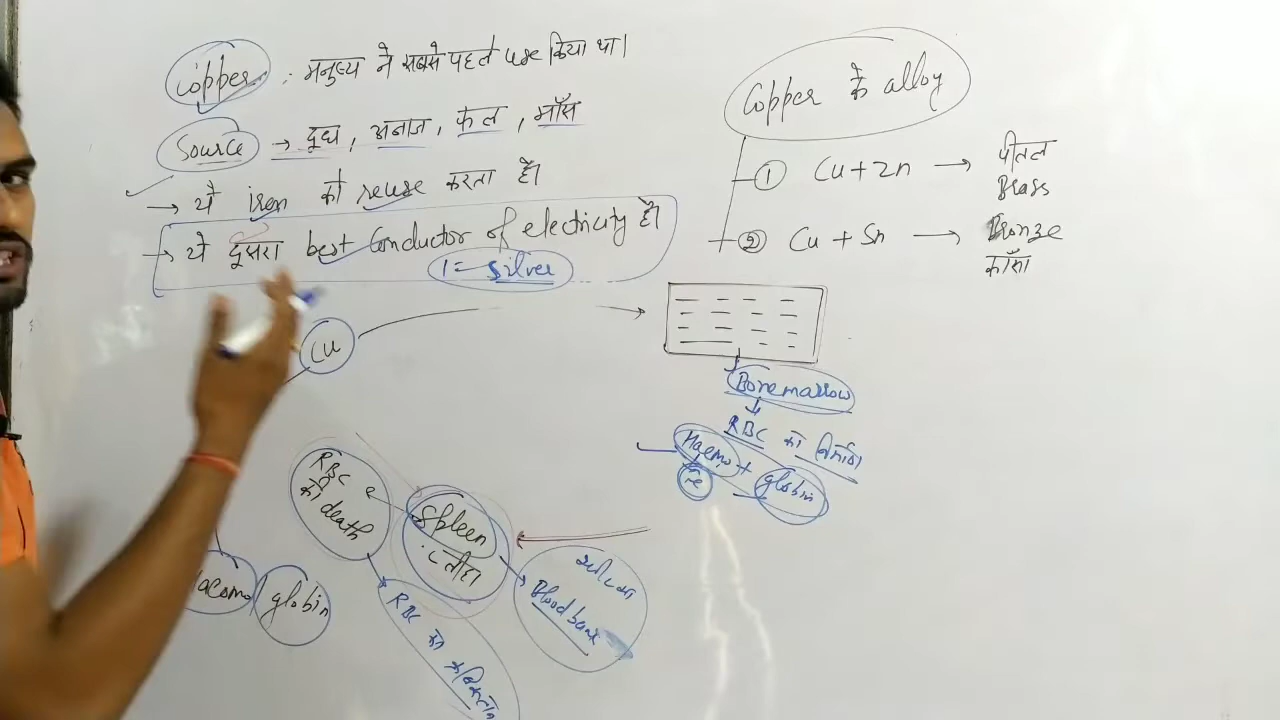 Copper : मनुष्य ने सबसे पहले use किया था।
Source → दूध, अनाज, फल, माँस
→ ये iron को reuse करता है।
→ ये दूसरा best Conductor of electricity है।
1 = Silver
Cu
RBC
की death
Spleen
प्लीहा
Blood bank
RBC का
globin
Copper के alloy
① Cu + Zn → पीतल
Brass
② Cu + Sn → Bronze
काँसा
Bonemarrow
RBC का निर्माण
Haemo + globin
Fe